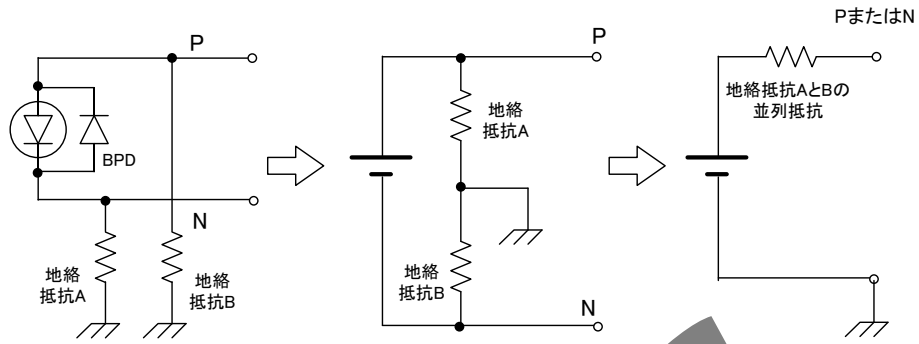 P
BPD
N
地絡
抵抗A
地絡
抵抗B
P
地絡
抵抗A
地絡
抵抗B
N
PまたはN
地絡抵抗AとBの
並列抵抗